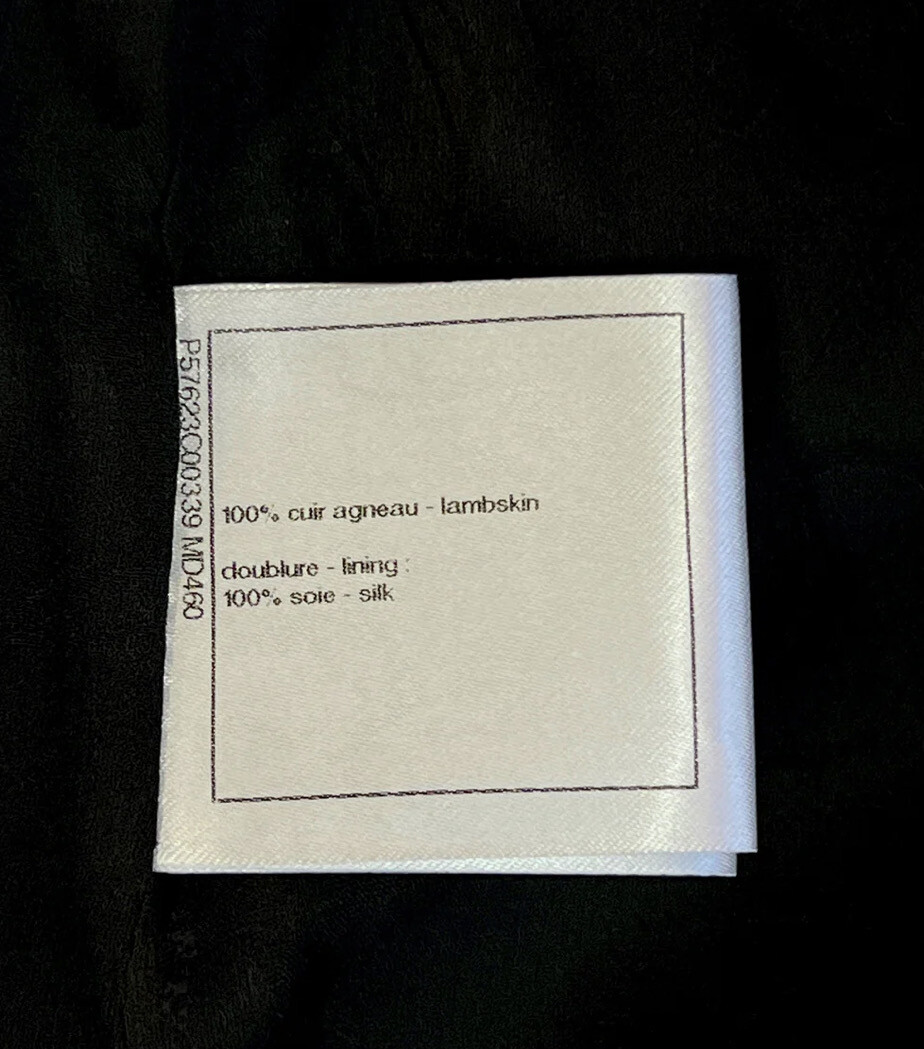 P57623C00339 MD460
100% cuir agneau - lambskin
doublure - lining :
100% soie - silk